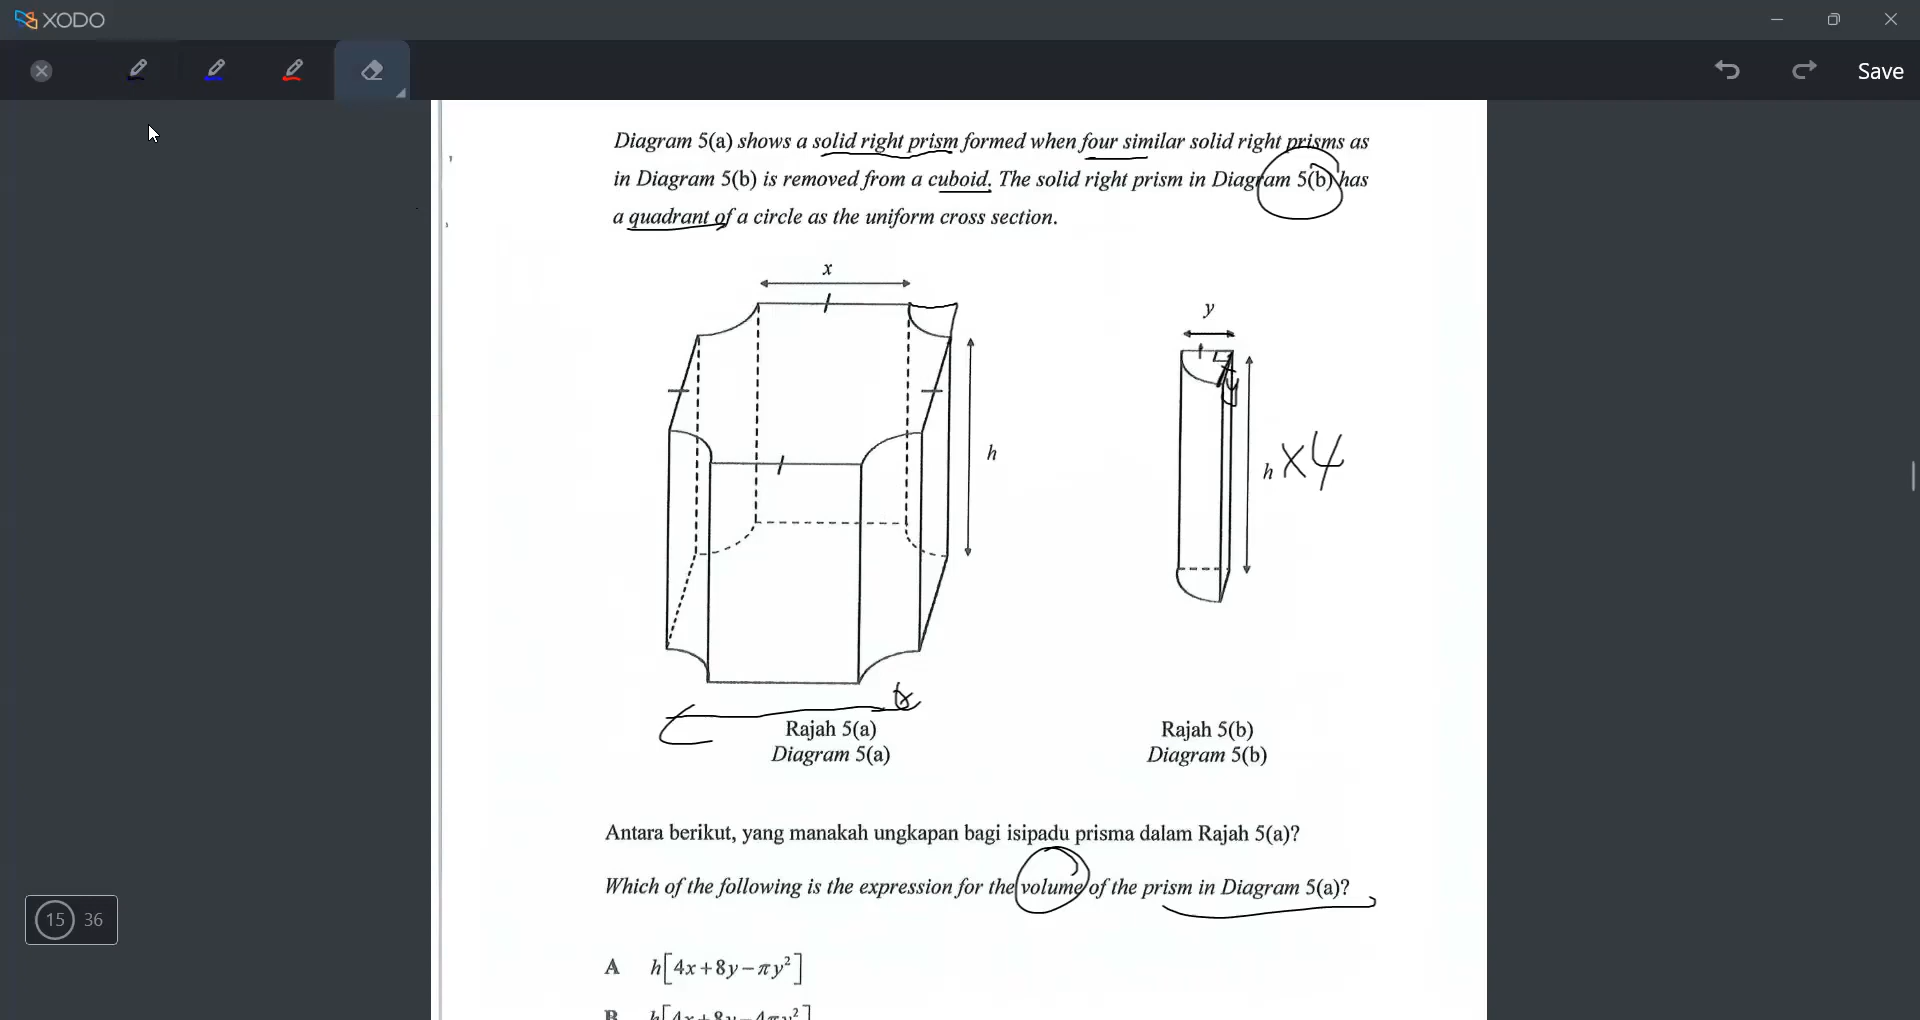 XODO
Save
Diagram 5(a) shows a solid right prism formed when four similar solid right prisms as
in Diagram 5(b) is removed from a cuboid. The solid right prism in Diagram 5(b) has
a quadrant of a circle as the uniform cross section.
x
y
y
h
h
×4
Rajah 5(a)
Diagram 5(a)
Rajah 5(b)
Diagram 5(b)
Antara berikut, yang manakah ungkapan bagi isipadu prisma dalam Rajah 5(a)?
Which of the following is the expression for the volume of the prism in Diagram 5(a)?
15 36
A h[4x+8y−πy²]
B h[4x+8y−4πy²]